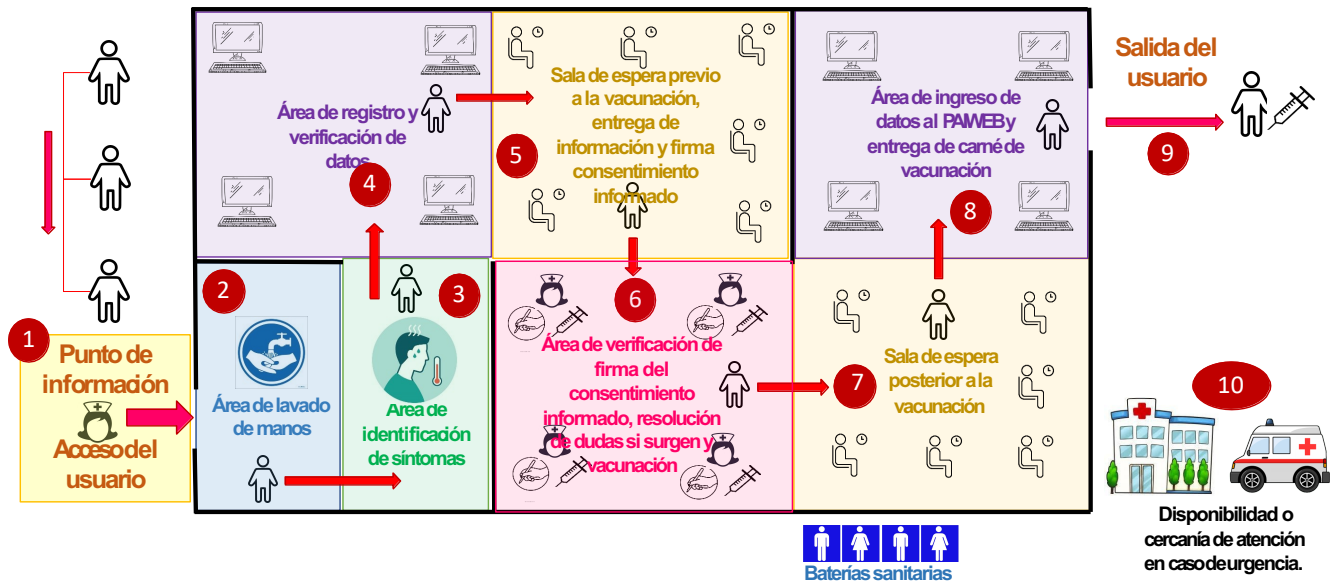 1
Punto de
información
Acceso del
usuario
2
Área de lavado
de manos
3
Área de
identificación
de síntomas
4
Área de registro y
verificación de
datos
5
Sala de espera previo
a la vacunación,
entrega de
información y firma
consentimiento
informado
6
Área de verificación de
firma del
consentimiento
informado, resolución
de dudas si surgen y
vacunación
7
Sala de espera
posterior a la
vacunación
8
Área de ingreso de
datos al PAIWEB y
entrega de carné de
vacunación
Salida del
usuario
9
10
Disponibilidad o
cercanía de atención
en caso de urgencia.
Baterías sanitarias